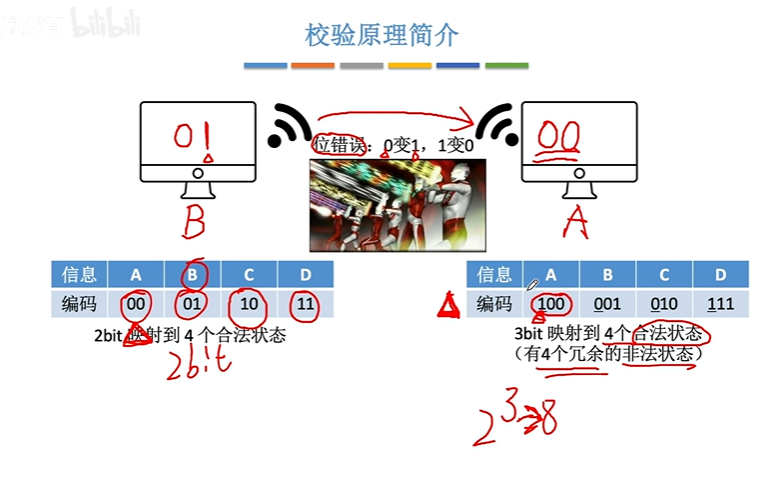 bilibili
校验原理简介
01
00
位错误：0变1，1变0
B
A
信息 A B C D
编码 00 01 10 11
2bit 映射到 4 个合法状态
2bit
信息 A B C D
编码 100 001 010 111
3bit 映射到 4个合法状态
（有4个冗余的非法状态）
2³⇒8